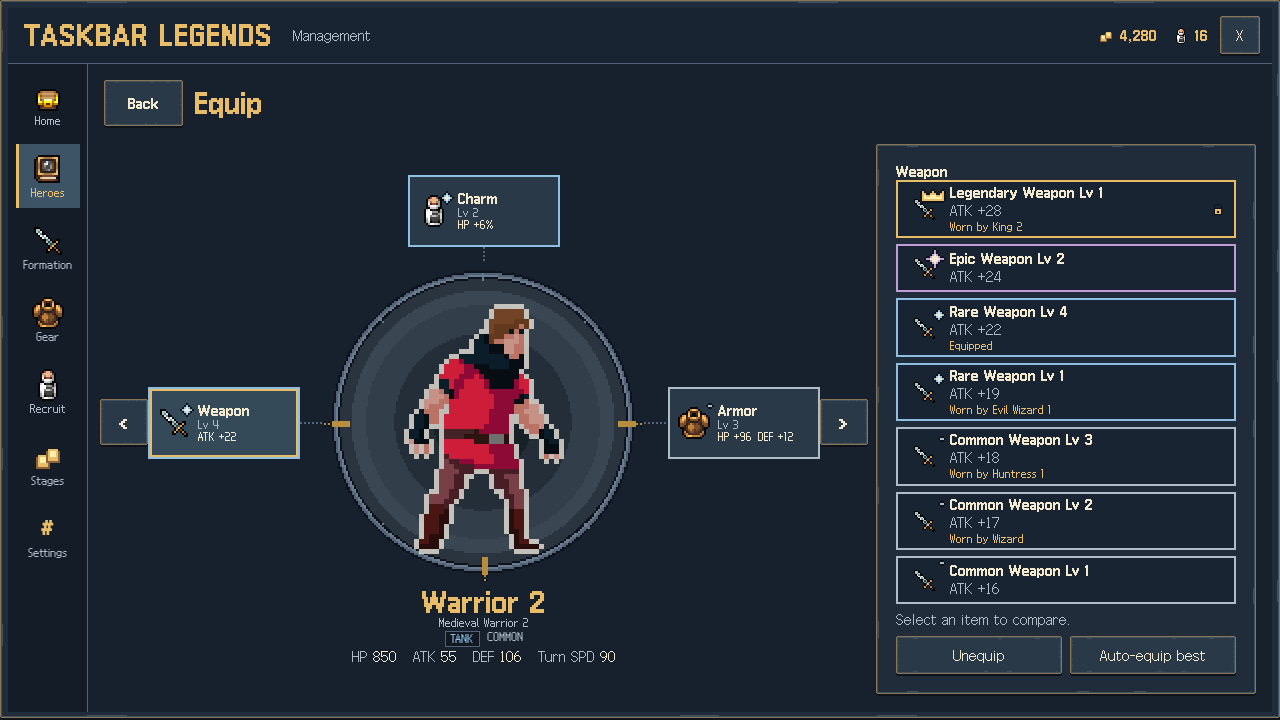 TASKBAR LEGENDS
Management
4,280
16
X
Home
Heroes
Formation
Gear
Recruit
Stages
#
Settings
Back
Equip
Charm
Lv 2
HP +6%
<
Weapon
Lv 4
ATK +22
Armor
Lv 3
HP +96 DEF +12
>
Warrior 2
Medieval Warrior 2
TANK COMMON
HP 850 ATK 55 DEF 106 Turn SPD 90
Weapon
Legendary Weapon Lv 1
ATK +28
Worn by King 2
Epic Weapon Lv 2
ATK +24
Rare Weapon Lv 4
ATK +22
Equipped
Rare Weapon Lv 1
ATK +19
Worn by Evil Wizard 1
Common Weapon Lv 3
ATK +18
Worn by Huntress 1
Common Weapon Lv 2
ATK +17
Worn by Wizard
Common Weapon Lv 1
ATK +16
Select an item to compare.
Unequip
Auto-equip best